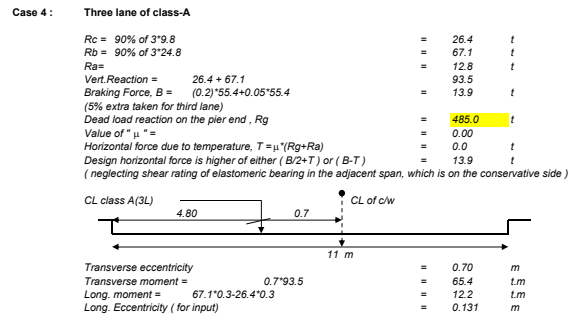 Case 4 : Three lane of class-A
Rc = 90% of 3*9.8 = 26.4 t
Rb = 90% of 3*24.8 = 67.1 t
Ra= = 12.8 t
Vert.Reaction = 26.4 + 67.1 93.5
Braking Force, B = (0.2)*55.4+0.05*55.4 = 13.9 t
(5% extra taken for third lane)
Dead load reaction on the pier end , Rg = 485.0 t
Value of " μ " = = 0.00
Horizontal force due to temperature, T =μ*(Rg+Ra) = 0.0 t
Design horizontal force is higher of either ( B/2+T ) or ( B-T ) = 13.9 t
( neglecting shear rating of elastomeric bearing in the adjacent span, which is on the conservative side )
CL class A(3L) CL of c/w
4.80 0.7
11 m
Transverse eccentricity = 0.70 m
Transverse moment = 0.7*93.5 = 65.4 t.m
Long. moment = 67.1*0.3-26.4*0.3 = 12.2 t.m
Long. Eccentricity ( for input) = 0.131 m